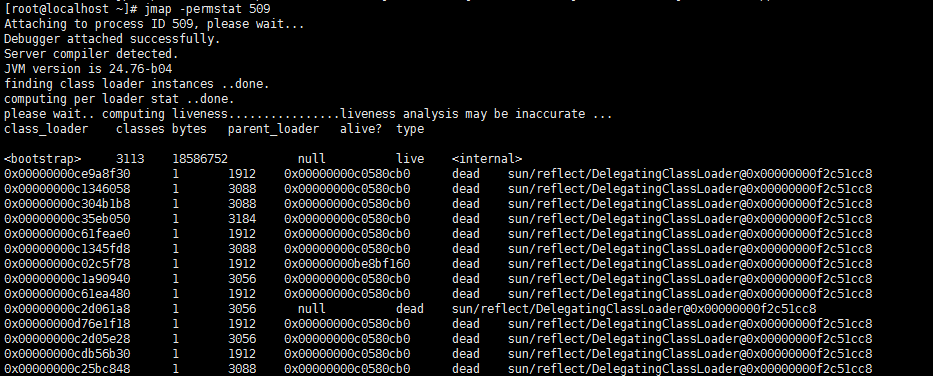 [root@localhost ~]# jmap -permstat 509
Attaching to process ID 509, please wait...
Debugger attached successfully.
Server compiler detected.
JVM version is 24.76-b04
finding class loader instances ..done.
computing per loader stat ..done.
please wait.. computing liveness................liveness analysis may be inaccurate ...
class_loader classes bytes parent_loader alive? type
<bootstrap> 3113 18586752 null live <internal>
0x00000000ce9a8f30 1 1912 0x00000000c0580cb0 dead sun/reflect/DelegatingClassLoader@0x00000000f2c51cc8
0x00000000c1346058 1 3088 0x00000000c0580cb0 dead sun/reflect/DelegatingClassLoader@0x00000000f2c51cc8
0x00000000c304b1b8 1 3088 0x00000000c0580cb0 dead sun/reflect/DelegatingClassLoader@0x00000000f2c51cc8
0x00000000c35eb050 1 3184 0x00000000c0580cb0 dead sun/reflect/DelegatingClassLoader@0x00000000f2c51cc8
0x00000000c61feae0 1 1912 0x00000000c0580cb0 dead sun/reflect/DelegatingClassLoader@0x00000000f2c51cc8
0x00000000c1345fd8 1 3088 0x00000000c0580cb0 dead sun/reflect/DelegatingClassLoader@0x00000000f2c51cc8
0x00000000c02c5f78 1 1912 0x00000000be8bf160 dead sun/reflect/DelegatingClassLoader@0x00000000f2c51cc8
0x00000000c1a90940 1 3056 0x00000000c0580cb0 dead sun/reflect/DelegatingClassLoader@0x00000000f2c51cc8
0x00000000c61ea480 1 1912 0x00000000c0580cb0 dead sun/reflect/DelegatingClassLoader@0x00000000f2c51cc8
0x00000000c2d061a8 1 3056 null dead sun/reflect/DelegatingClassLoader@0x00000000f2c51cc8
0x00000000d76e1f18 1 1912 0x00000000c0580cb0 dead sun/reflect/DelegatingClassLoader@0x00000000f2c51cc8
0x00000000c2d05e28 1 3056 0x00000000c0580cb0 dead sun/reflect/DelegatingClassLoader@0x00000000f2c51cc8
0x00000000cdb56b30 1 1912 0x00000000c0580cb0 dead sun/reflect/DelegatingClassLoader@0x00000000f2c51cc8
0x00000000c25bc848 1 3088 0x00000000c0580cb0 dead sun/reflect/DelegatingClassLoader@0x00000000f2c51cc8